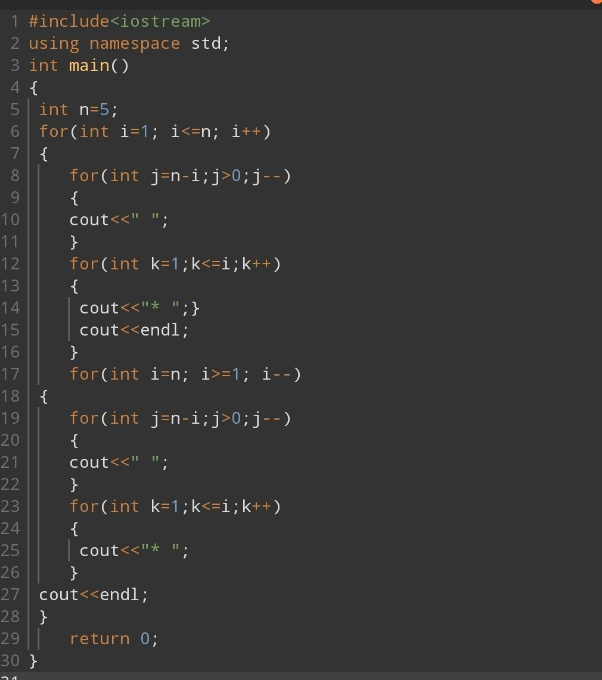 1 #include<iostream>
2 using namespace std;
3 int main()
4 {
5 int n=5;
6 for(int i=1; i<=n; i++)
7 {
8 for(int j=n-i;j>0;j--)
9 {
10 cout<<" ";
11 }
12 for(int k=1;k<=i;k++)
13 {
14 cout<<"* ";}
15 cout<<endl;
16 }
17 for(int i=n; i>=1; i--)
18 {
19 for(int j=n-i;j>0;j--)
20 {
21 cout<<" ";
22 }
23 for(int k=1;k<=i;k++)
24 {
25 cout<<"* ";
26 }
27 cout<<endl;
28 }
29 return 0;
30 }